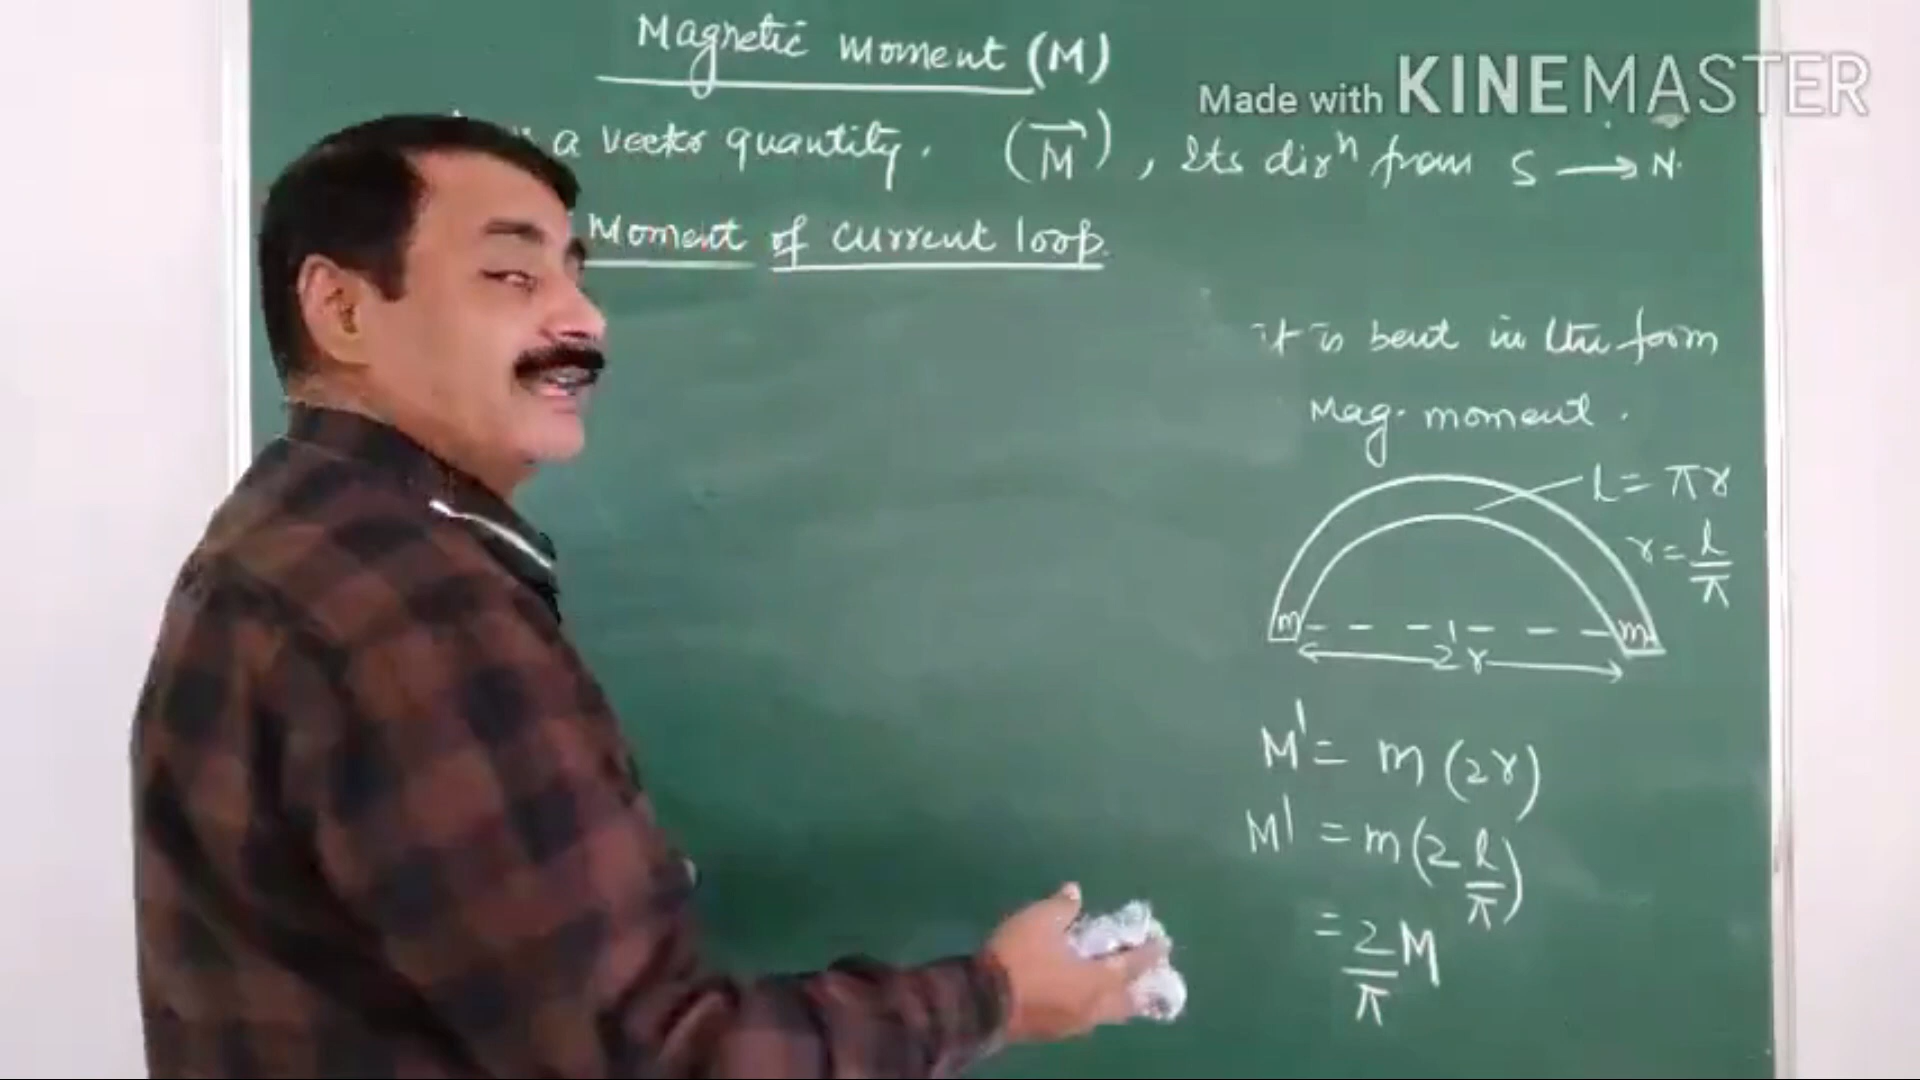 Magnetic Moment (M)
Made with KINEMASTER
a vector quantity. (M⃗), Its dirⁿ from S → N.
Moment of current loop.
it is bent in the form
Mag. moment.
L = πr
r = l/π
m m
2r
M' = m(2r)
M' = m(2 l/π)
= 2/π M